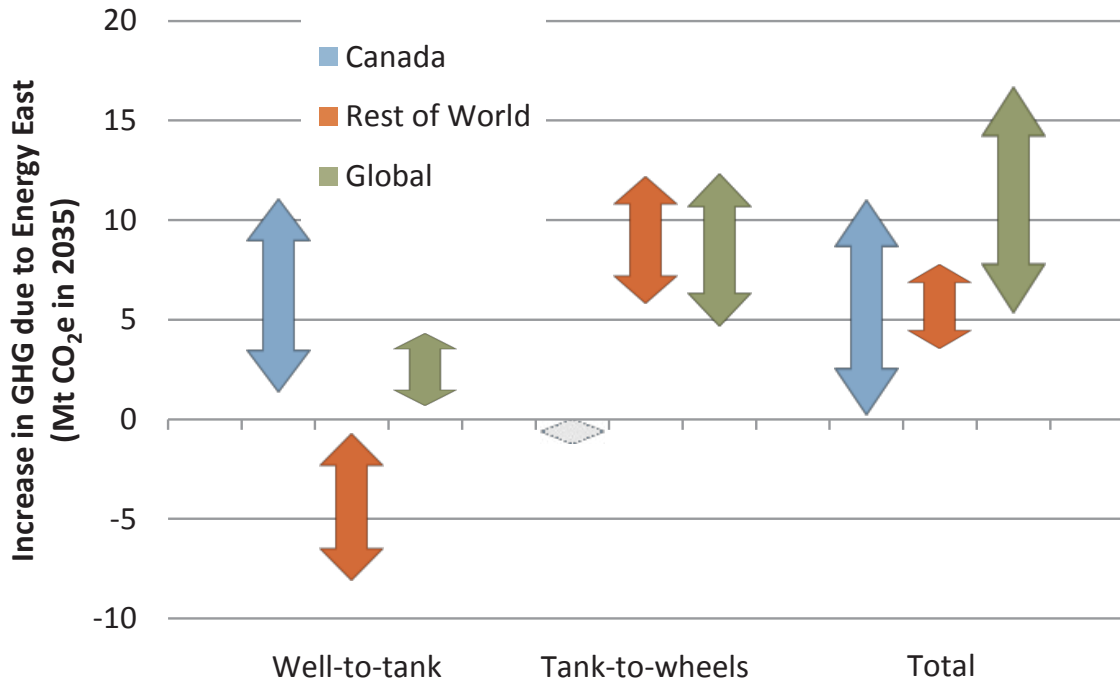 Increase in GHG due to Energy East
(Mt CO₂e in 2035)
20
15
10
5
0
-5
-10
Canada
Rest of World
Global
Well-to-tank
Tank-to-wheels
Total